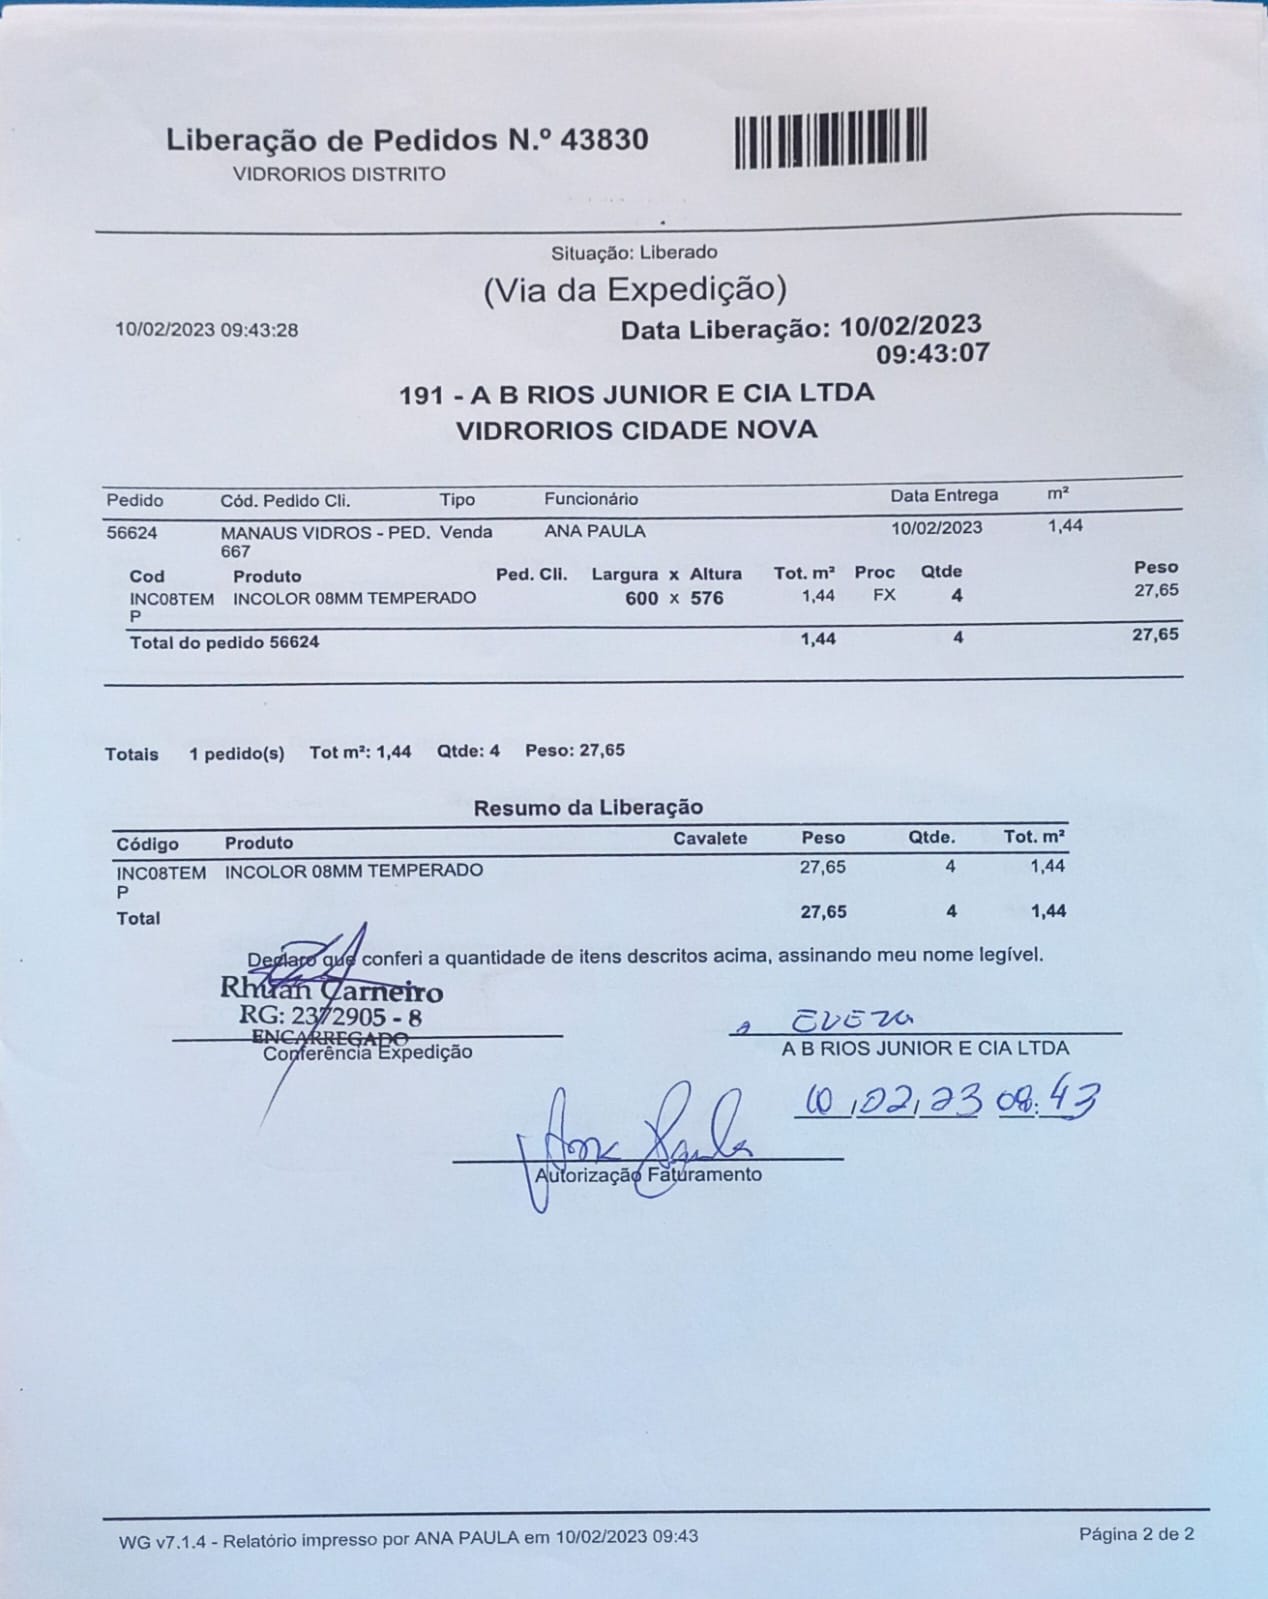 Liberação de Pedidos N.º 43830
VIDRORIOS DISTRITO
Situação: Liberado
(Via da Expedição)
10/02/2023 09:43:28
Data Liberação: 10/02/2023
09:43:07
191 - A B RIOS JUNIOR E CIA LTDA
VIDRORIOS CIDADE NOVA
Pedido Cód. Pedido Cli. Tipo Funcionário Data Entrega m²
56624 MANAUS VIDROS - PED. Venda ANA PAULA 10/02/2023 1,44
667
Cod Produto Ped. Cli. Largura x Altura Tot. m² Proc Qtde Peso
INC08TEM INCOLOR 08MM TEMPERADO 600 x 576 1,44 FX 4 27,65
P
Total do pedido 56624 1,44 4 27,65
Totais 1 pedido(s) Tot m²: 1,44 Qtde: 4 Peso: 27,65
Resumo da Liberação
Código Produto Cavalete Peso Qtde. Tot. m²
INC08TEM INCOLOR 08MM TEMPERADO 27,65 4 1,44
P
Total 27,65 4 1,44
Declaro que conferi a quantidade de itens descritos acima, assinando meu nome legível.
Rhuan Carneiro
RG: 2372905 - 8
ENCARREGADO
Conferência Expedição
A B RIOS JUNIOR E CIA LTDA
10,02,23 09:43
Ana Paula
Autorização Faturamento
WG v7.1.4 - Relatório impresso por ANA PAULA em 10/02/2023 09:43
Página 2 de 2